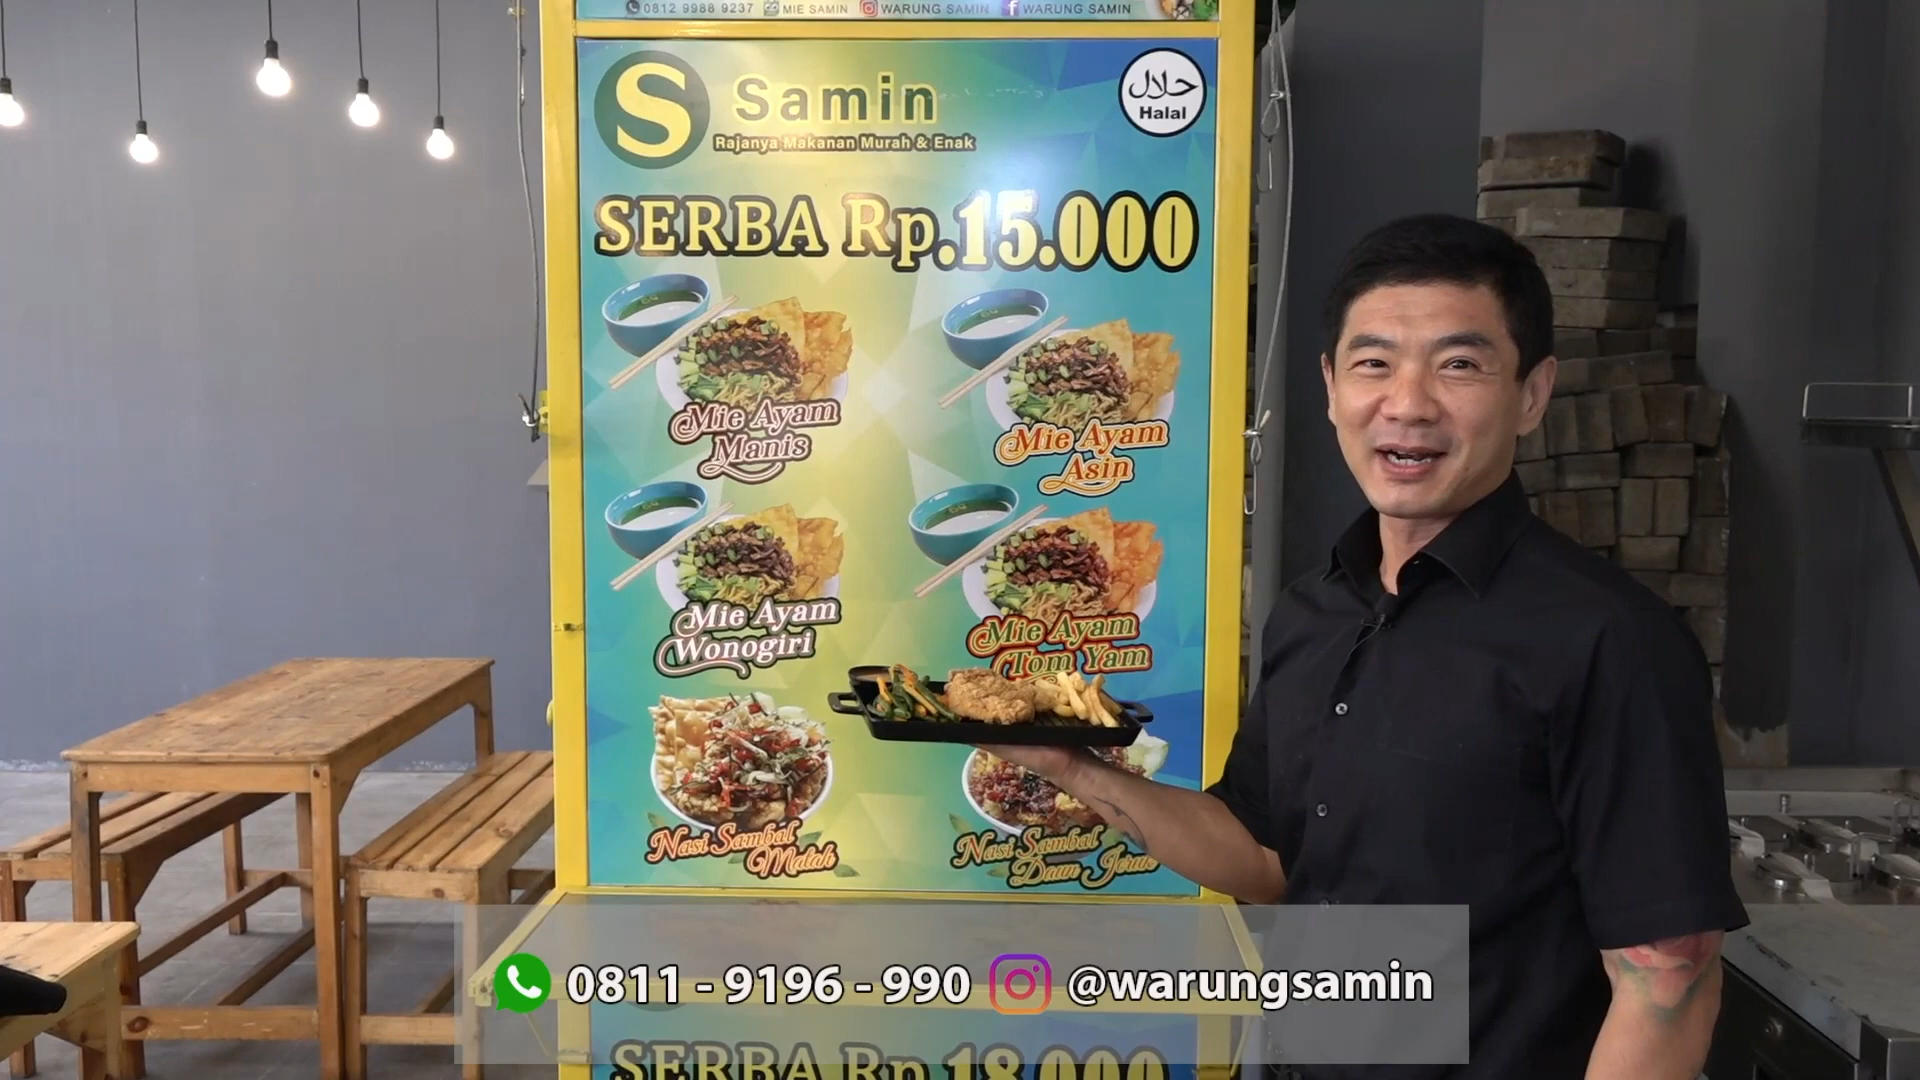 0812 9988 9237 MIE SAMIN WARUNG SAMIN f WARUNG SAMIN
S
Samin
Rajanya Makanan Murah & Enak
حلال
Halal
SERBA Rp.15.000
Mie Ayam
Manis
Mie Ayam
Asin
Mie Ayam
Wonogiri
Mie Ayam
Tom Yam
Nasi Sambal
Matah
Nasi Sambal
Daun Jeruk
0811 - 9196 - 990 @warungsamin
SERBA Rp 18.000